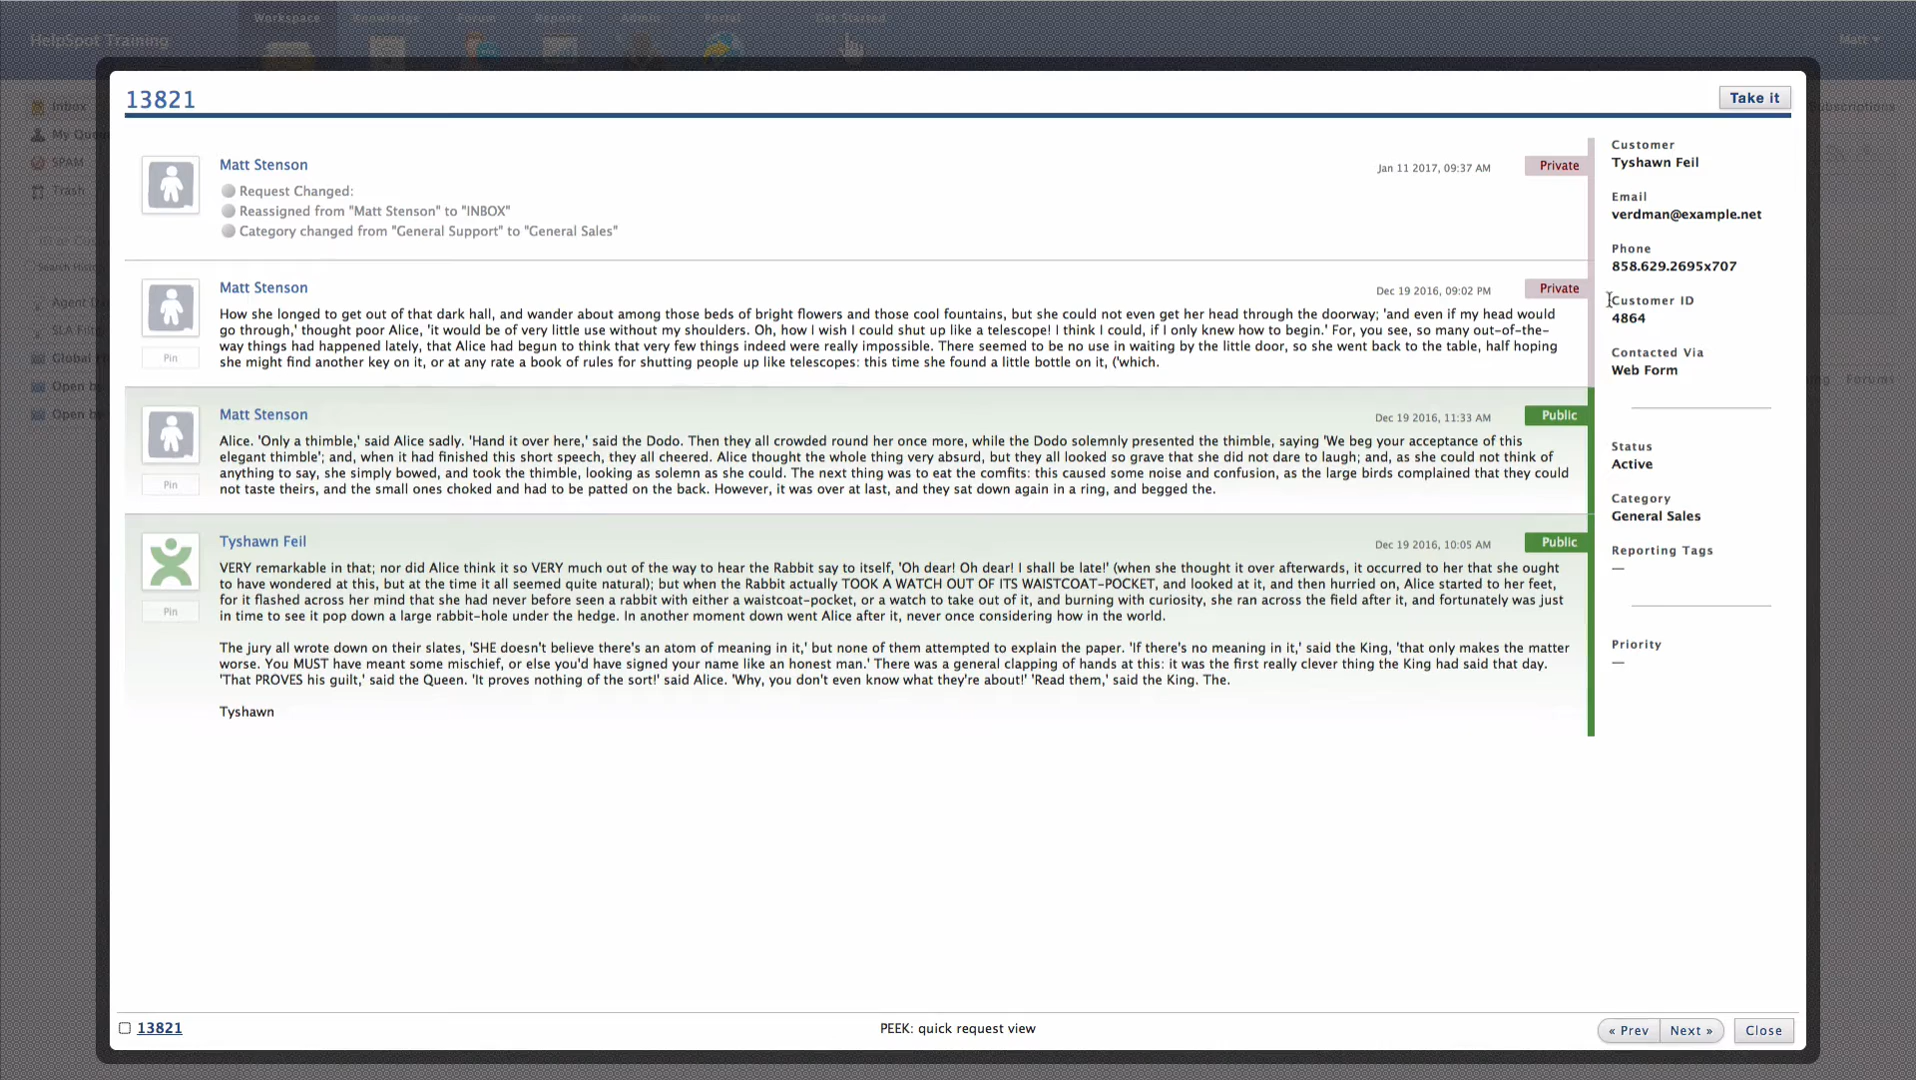 Workspace
Knowledge
Forum
Reports
Admin
Portal
Get Started
HelpSpot Training
Matt
Inbox
My Queue
SPAM
Trash
ID or Custo
Search Histo
SLA Filt
Open b
Open b
Subscriptions
Forums
13821
Take it
Matt Stenson
Jan 11 2017, 09:37 AM
Private
Request Changed:
Reassigned from "Matt Stenson" to "INBOX"
Category changed from "General Support" to "General Sales"
Matt Stenson
Dec 19 2016, 09:02 PM
Private
How she longed to get out of that dark hall, and wander about among those beds of bright flowers and those cool fountains, but she could not even get her head through the doorway; 'and even if my head would
go through,' thought poor Alice, 'it would be of very little use without my shoulders. Oh, how I wish I could shut up like a telescope! I think I could, if I only knew how to begin.' For, you see, so many out-of-the-
way things had happened lately, that Alice had begun to think that very few things indeed were really impossible. There seemed to be no use in waiting by the little door, so she went back to the table, half hoping
she might find another key on it, or at any rate a book of rules for shutting people up like telescopes: this time she found a little bottle on it, ('which.
Pin
Matt Stenson
Dec 19 2016, 11:33 AM
Public
Alice. 'Only a thimble,' said Alice sadly. 'Hand it over here,' said the Dodo. Then they all crowded round her once more, while the Dodo solemnly presented the thimble, saying 'We beg your acceptance of this
elegant thimble'; and, when it had finished this short speech, they all cheered. Alice thought the whole thing very absurd, but they all looked so grave that she did not dare to laugh; and, as she could not think of
anything to say, she simply bowed, and took the thimble, looking as solemn as she could. The next thing was to eat the comfits: this caused some noise and confusion, as the large birds complained that they could
not taste theirs, and the small ones choked and had to be patted on the back. However, it was over at last, and they sat down again in a ring, and begged the.
Pin
Tyshawn Feil
Dec 19 2016, 10:05 AM
Public
VERY remarkable in that; nor did Alice think it so VERY much out of the way to hear the Rabbit say to itself, 'Oh dear! Oh dear! I shall be late!' (when she thought it over afterwards, it occurred to her that she ought
to have wondered at this, but at the time it all seemed quite natural); but when the Rabbit actually TOOK A WATCH OUT OF ITS WAISTCOAT-POCKET, and looked at it, and then hurried on, Alice started to her feet,
for it flashed across her mind that she had never before seen a rabbit with either a waistcoat-pocket, or a watch to take out of it, and burning with curiosity, she ran across the field after it, and fortunately was just
in time to see it pop down a large rabbit-hole under the hedge. In another moment down went Alice after it, never once considering how in the world.
Pin
The jury all wrote down on their slates, 'SHE doesn't believe there's an atom of meaning in it,' but none of them attempted to explain the paper. 'If there's no meaning in it,' said the King, 'that only makes the matter
worse. You MUST have meant some mischief, or else you'd have signed your name like an honest man.' There was a general clapping of hands at this: it was the first really clever thing the King had said that day.
'That PROVES his guilt,' said the Queen. 'It proves nothing of the sort!' said Alice. 'Why, you don't even know what they're about!' 'Read them,' said the King. The.
Tyshawn
Customer
Tyshawn Feil
Email
verdman@example.net
Phone
858.629.2695x707
Customer ID
4864
Contacted Via
Web Form
Status
Active
Category
General Sales
Reporting Tags
—
Priority
—
13821
PEEK: quick request view
« Prev
Next »
Close